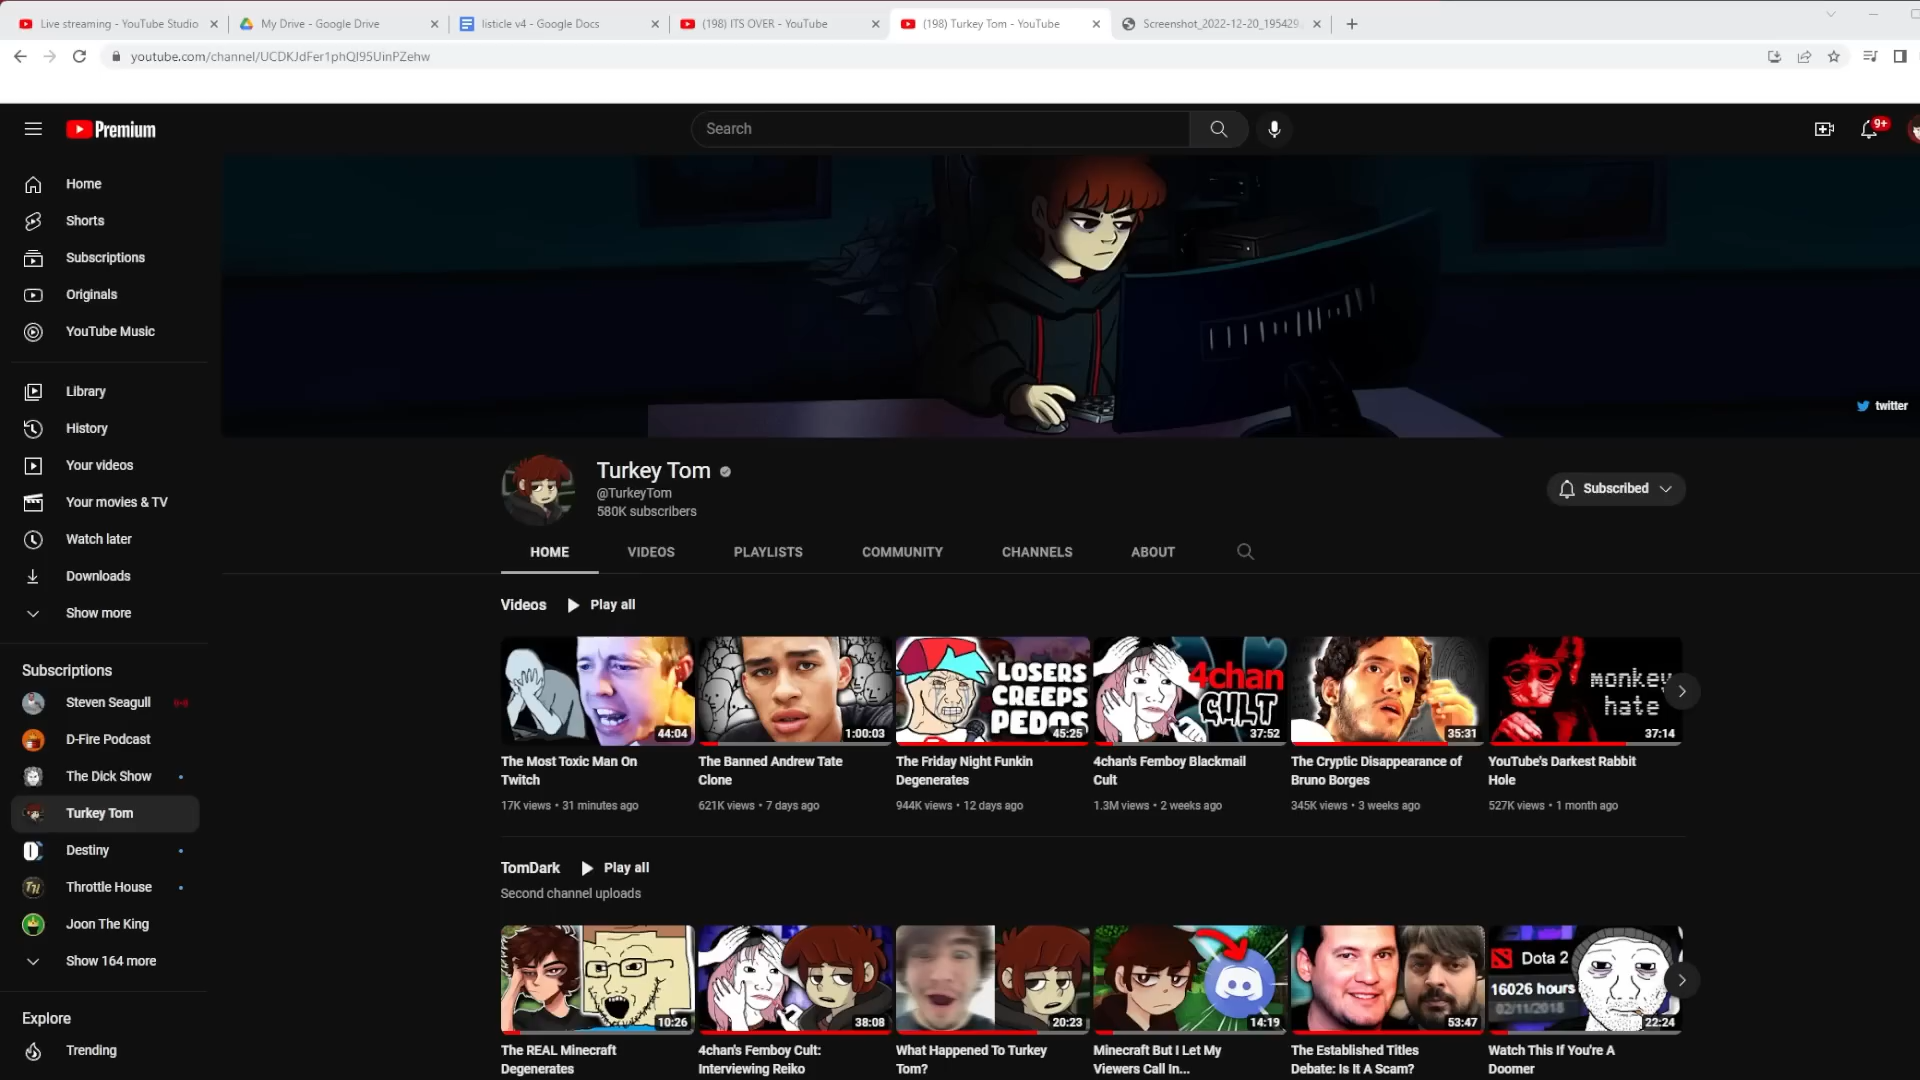 Live streaming - YouTube Studio
My Drive - Google Drive
listicle v4 - Google Docs
(198) ITS OVER - YouTube
(198) Turkey Tom - YouTube
Screenshot_2022-12-20_195429
youtube.com/channel/UCDKJdFer1phQI95UinPZehw
Premium
Search
9+
Home
Shorts
Subscriptions
Originals
YouTube Music
Library
History
Your videos
Your movies & TV
Watch later
Downloads
Show more
Subscriptions
Steven Seagull
D-Fire Podcast
The Dick Show
Turkey Tom
Destiny
Throttle House
Joon The King
Show 164 more
Explore
Trending
twitter
Turkey Tom
@TurkeyTom
580K subscribers
Subscribed
HOME
VIDEOS
PLAYLISTS
COMMUNITY
CHANNELS
ABOUT
Videos
Play all
44:04
The Most Toxic Man On
Twitch
17K views • 31 minutes ago
1:00:03
The Banned Andrew Tate
Clone
621K views • 7 days ago
LOSERS
CREEPS
PEDOS
45:25
The Friday Night Funkin
Degenerates
944K views • 12 days ago
4chan
CULT
37:52
4chan's Femboy Blackmail
Cult
1.3M views • 2 weeks ago
35:31
The Cryptic Disappearance of
Bruno Borges
345K views • 3 weeks ago
monkey
hate
37:14
YouTube's Darkest Rabbit
Hole
527K views • 1 month ago
TomDark
Play all
Second channel uploads
10:26
The REAL Minecraft
Degenerates
38:08
4chan's Femboy Cult:
Interviewing Reiko
20:23
What Happened To Turkey
Tom?
14:19
Minecraft But I Let My
Viewers Call In...
53:47
The Established Titles
Debate: Is It A Scam?
Dota 2
16026 hours
02/11/2018
22:24
Watch This If You're A
Doomer